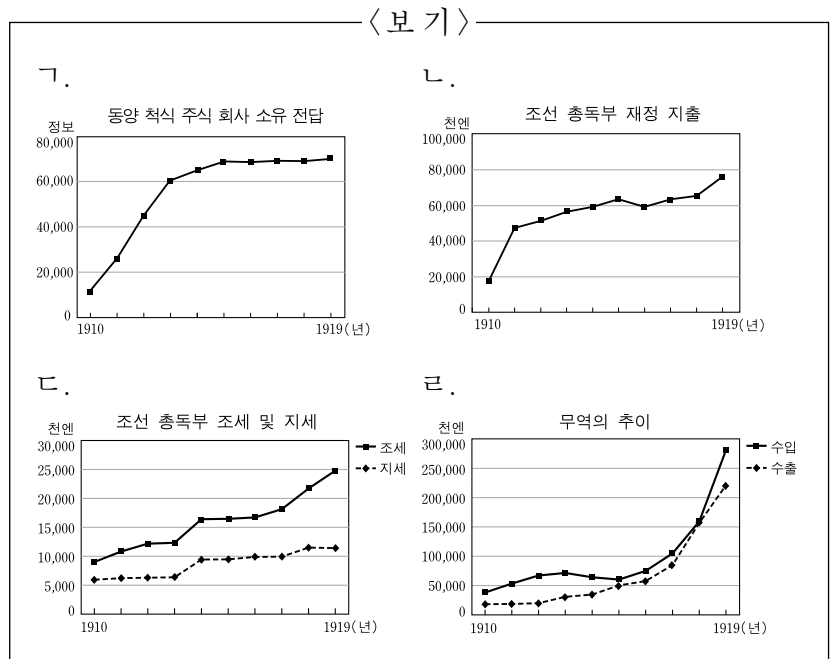 〈보기〉
ㄱ.
동양 척식 주식 회사 소유 전답
정보
80,000
60,000
40,000
20,000
0
1910
1919(년)
ㄴ.
조선 총독부 재정 지출
천엔
100,000
80,000
60,000
40,000
20,000
0
1910
1919(년)
ㄷ.
조선 총독부 조세 및 지세
천엔
30,000
25,000
20,000
15,000
10,000
5,000
0
1910
1919(년)
조세
지세
ㄹ.
무역의 추이
천엔
300,000
250,000
200,000
150,000
100,000
50,000
0
1910
1919(년)
수입
수출